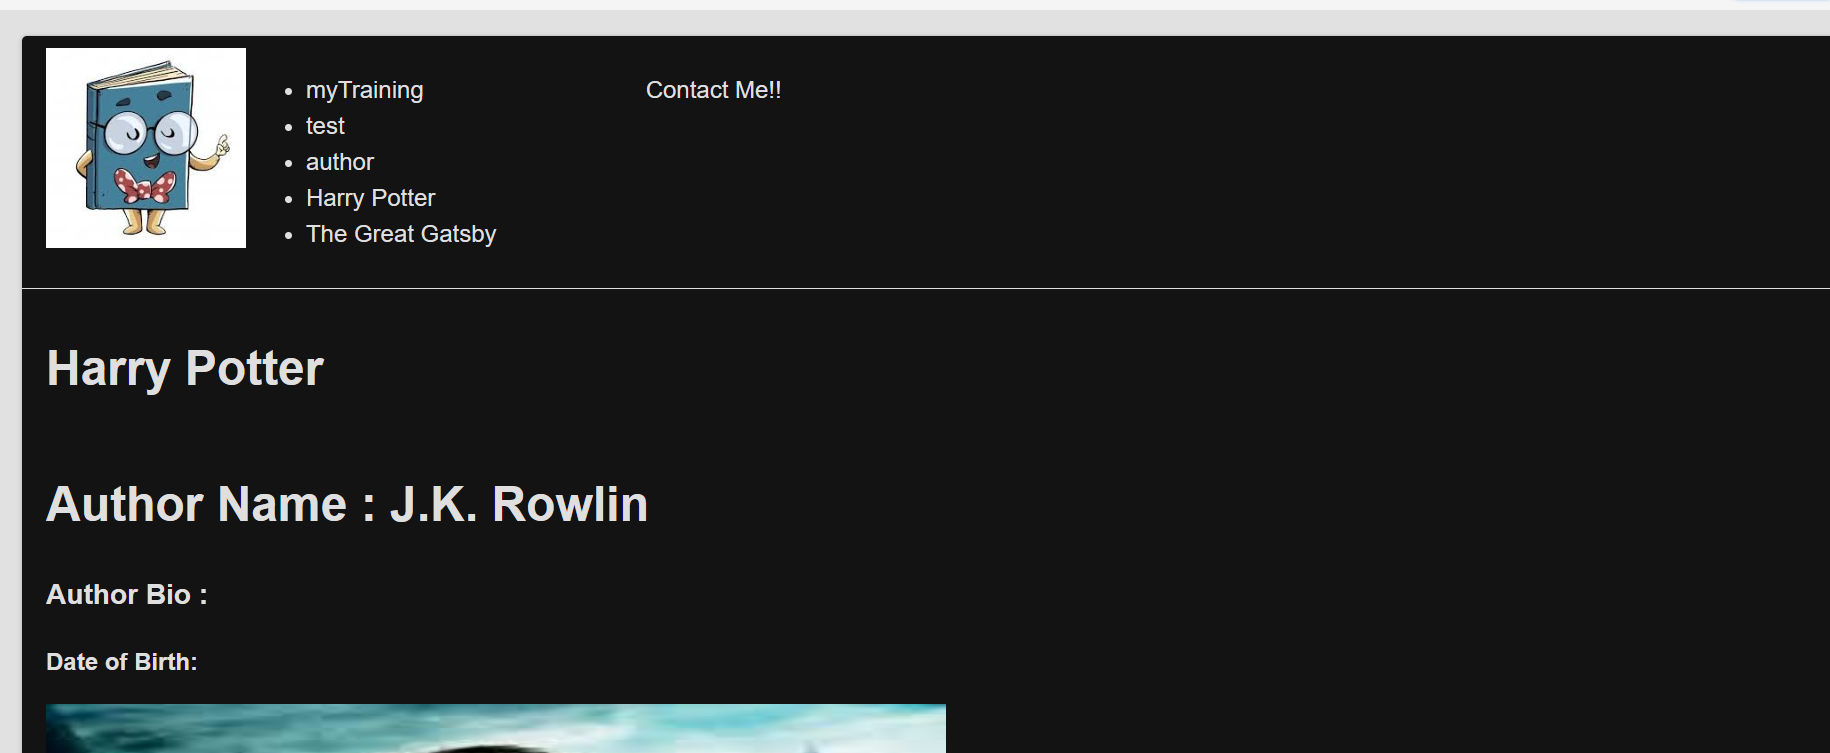 myTraining
test
author
Harry Potter
The Great Gatsby
Contact Me!!
Harry Potter
Author Name : J.K. Rowlin
Author Bio :
Date of Birth: